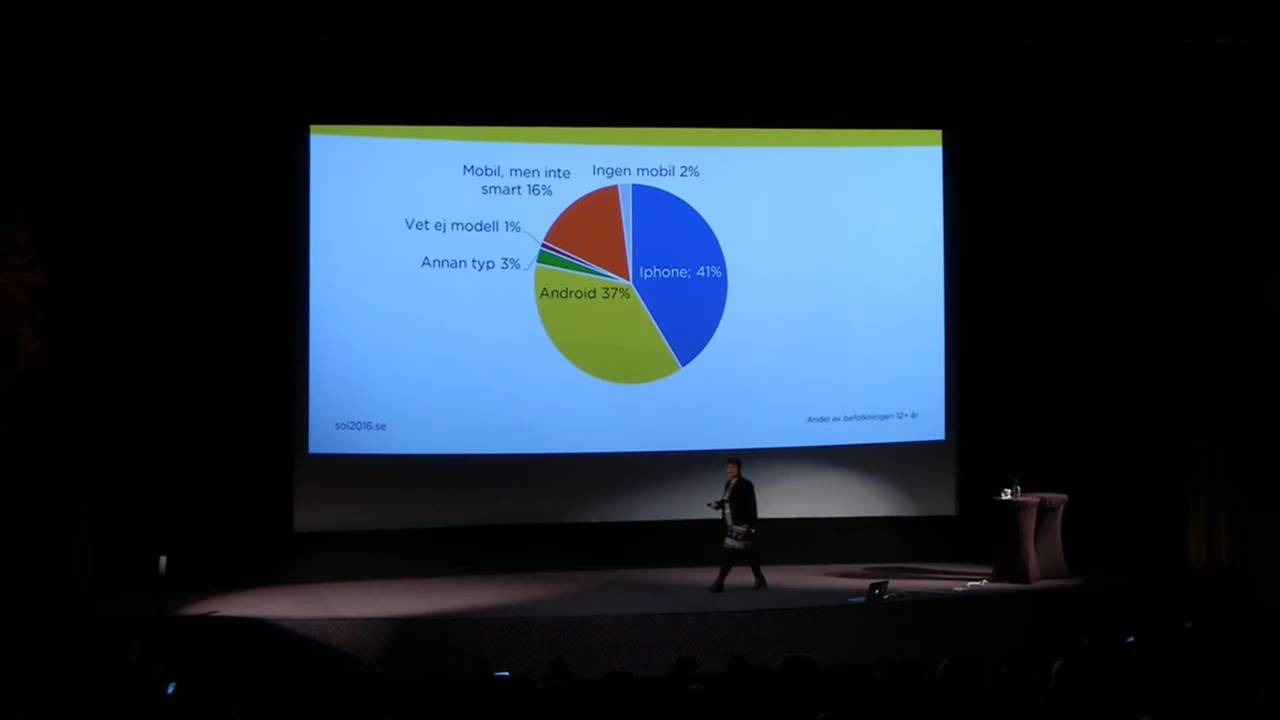 Mobil, men inte
smart 16%
Ingen mobil 2%
Vet ej modell 1%
Annan typ 3%
Iphone; 41%
Android 37%
soi2016.se
Andel av befolkningen 12+ år